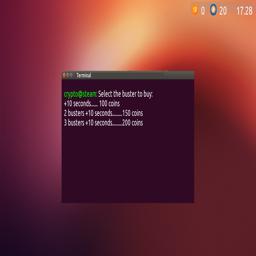 0 20 17.28
Terminal
crypto@steam: Select the buster to buy:
+10 seconds..... 100 coins
2 busters +10 seconds........150 coins
3 busters +10 seconds........200 coins